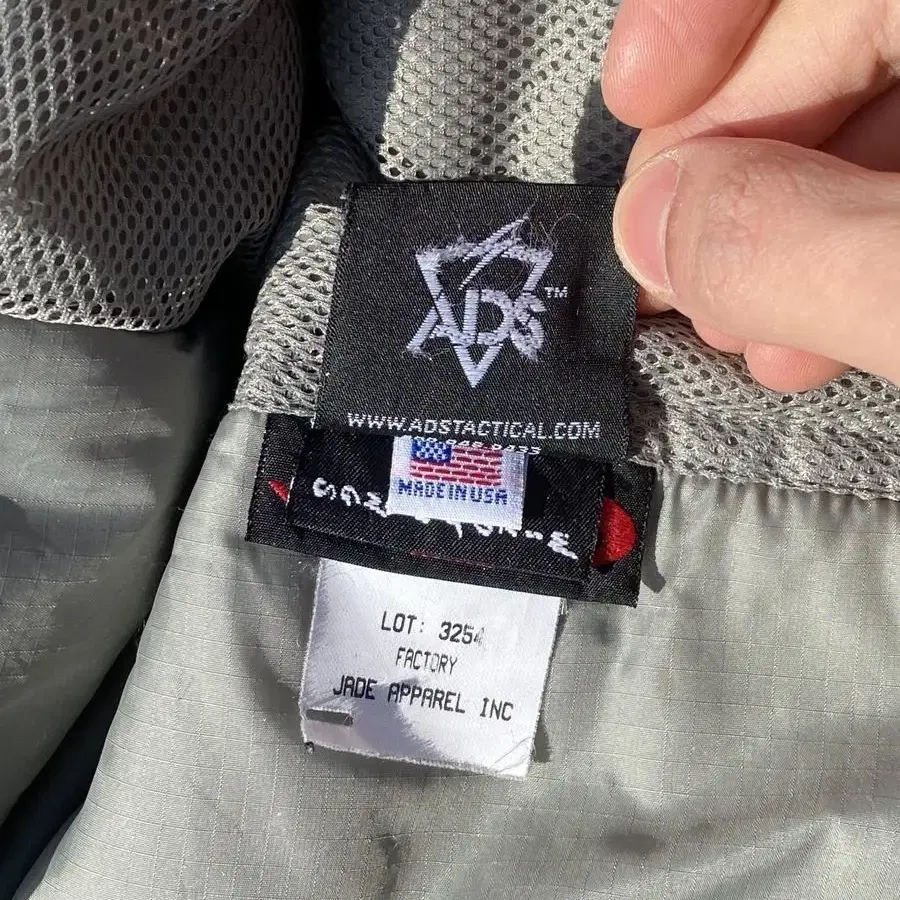 ADS™
WWW.ADSTACTICAL.COM
MADE IN USA
LOT: 3254
FACTORY
JADE APPAREL INC